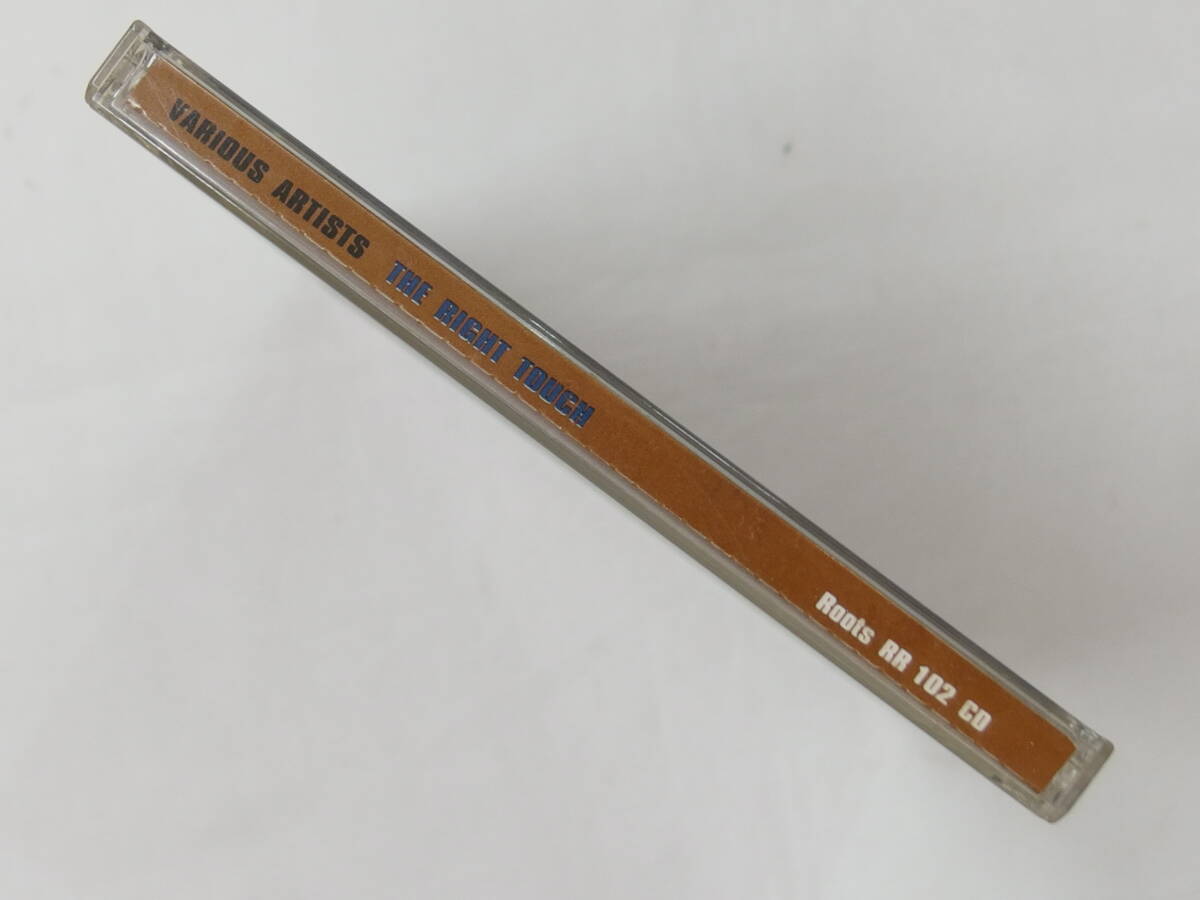 VARIOUS ARTISTS THE RIGHT TOUCH Roots RR 102 CD